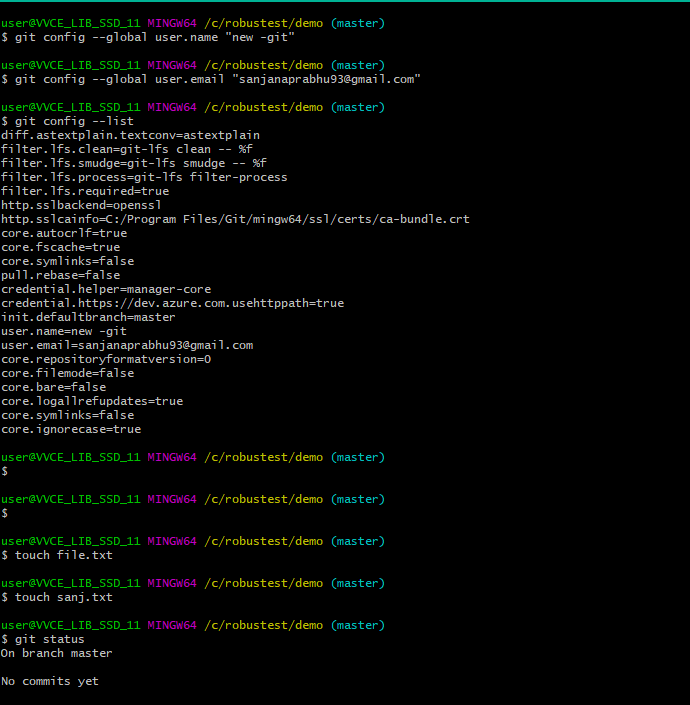 user@VVCE_LIB_SSD_11 MINGW64 /c/robustest/demo (master)
$ git config --global user.name "new -git"
user@VVCE_LIB_SSD_11 MINGW64 /c/robustest/demo (master)
$ git config --global user.email "sanjanaprabhu93@gmail.com"
user@VVCE_LIB_SSD_11 MINGW64 /c/robustest/demo (master)
$ git config --list
diff.astextplain.textconv=astextplain
filter.lfs.clean=git-lfs clean -- %f
filter.lfs.smudge=git-lfs smudge -- %f
filter.lfs.process=git-lfs filter-process
filter.lfs.required=true
http.sslbackend=openssl
http.sslcainfo=C:/Program Files/Git/mingw64/ssl/certs/ca-bundle.crt
core.autocrlf=true
core.fscache=true
core.symlinks=false
pull.rebase=false
credential.helper=manager-core
credential.https://dev.azure.com.usehttppath=true
init.defaultbranch=master
user.name=new -git
user.email=sanjanaprabhu93@gmail.com
core.repositoryformatversion=0
core.filemode=false
core.bare=false
core.logallrefupdates=true
core.symlinks=false
core.ignorecase=true
user@VVCE_LIB_SSD_11 MINGW64 /c/robustest/demo (master)
$
user@VVCE_LIB_SSD_11 MINGW64 /c/robustest/demo (master)
$
user@VVCE_LIB_SSD_11 MINGW64 /c/robustest/demo (master)
$ touch file.txt
user@VVCE_LIB_SSD_11 MINGW64 /c/robustest/demo (master)
$ touch sanj.txt
user@VVCE_LIB_SSD_11 MINGW64 /c/robustest/demo (master)
$ git status
On branch master
No commits yet